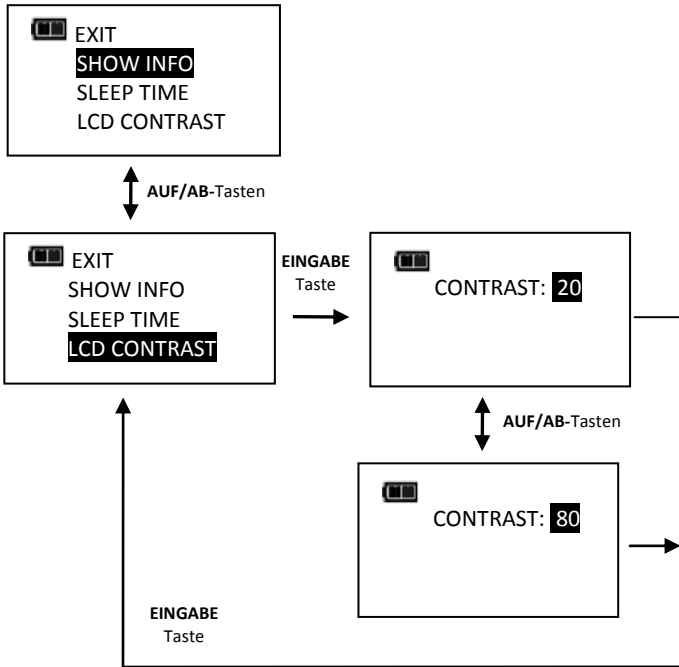 EXIT
SHOW INFO
SLEEP TIME
LCD CONTRAST
AUF/AB-Tasten
EXIT
SHOW INFO
SLEEP TIME
LCD CONTRAST
EINGABE
Taste
CONTRAST: 20
AUF/AB-Tasten
CONTRAST: 80
EINGABE
Taste